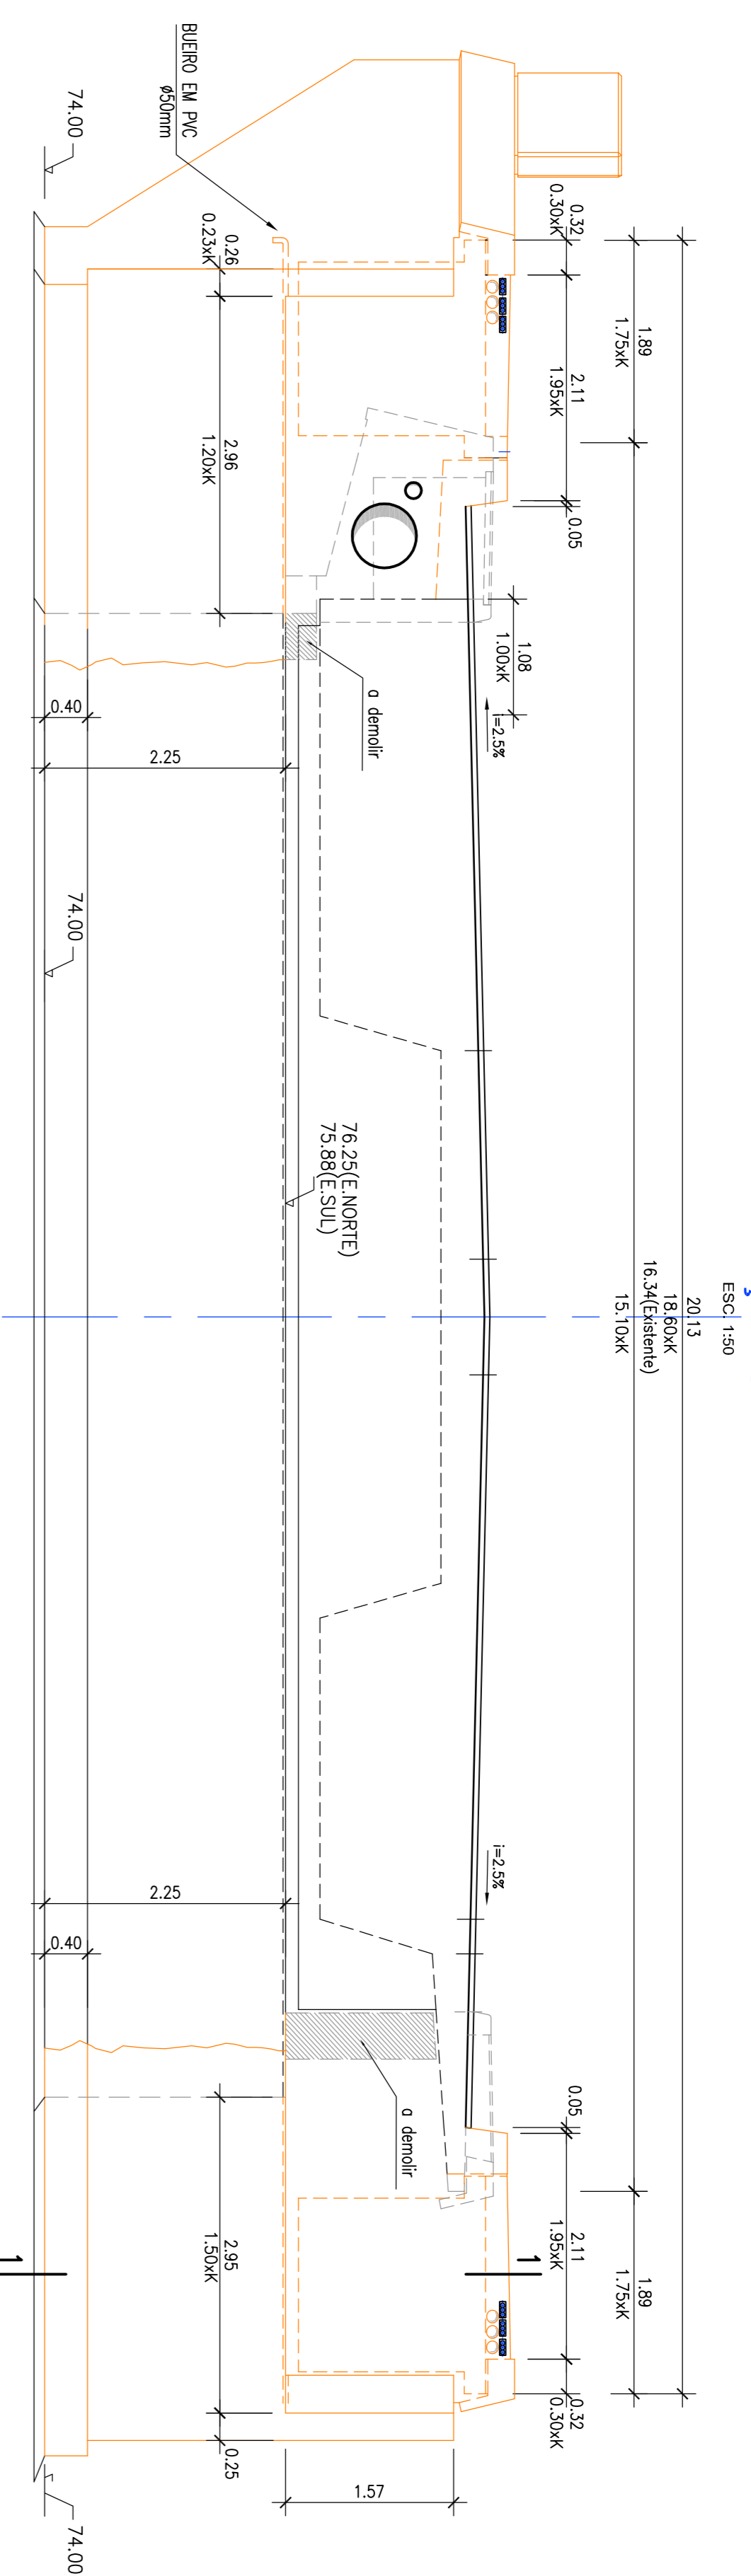 ESC. 1:50
20.13
18.60xK
16.34(Existente)
15.10xK
1.89
1.75xK
1.89
1.75xK
0.32
0.30xK
2.11
1.95xK
0.05
0.05
2.11
1.95xK
0.32
0.30xK
1.08
1.00xK
i=2.5%
i=2.5%
a demolir
a demolir
76.25(E.NORTE)
75.88(E.SUL)
BUEIRO EM PVC
ø50mm
0.26
0.23xK
2.96
1.20xK
2.95
1.50xK
0.25
1.57
2.25
0.40
2.25
0.40
74.00
74.00
74.00
1
1